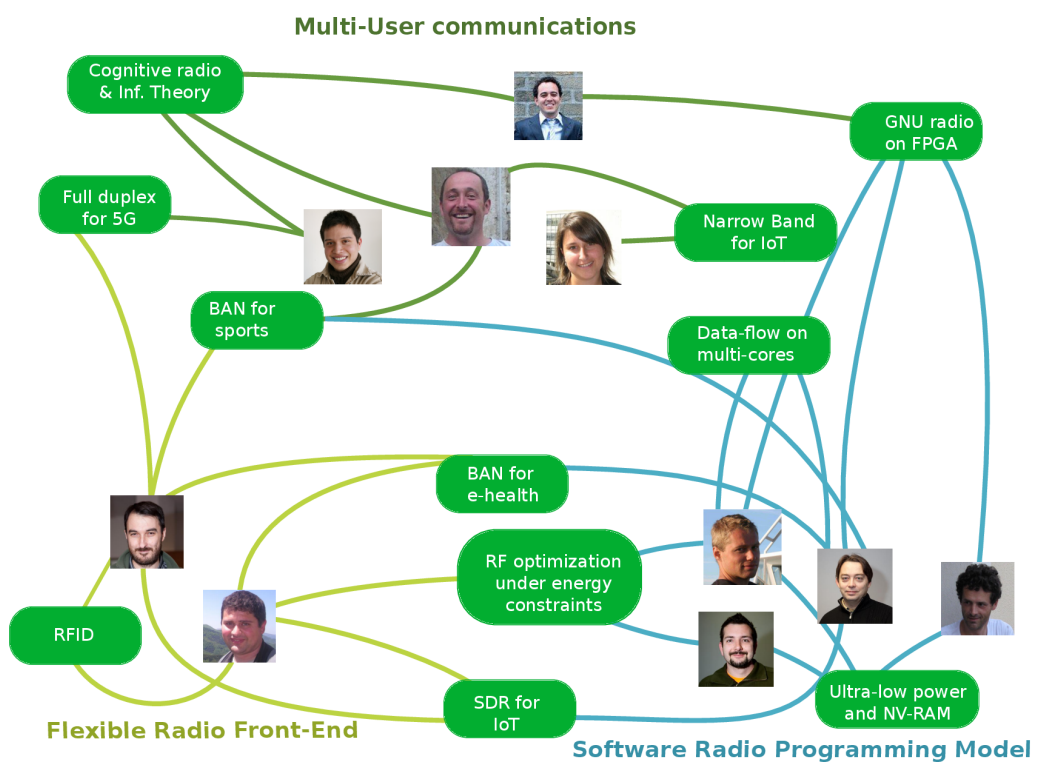 Multi-User communications
Cognitive radio
& Inf. Theory
GNU radio
on FPGA
Full duplex
for 5G
Narrow Band
for IoT
BAN for
sports
Data-flow on
multi-cores
BAN for
e-health
RF optimization
under energy
constraints
RFID
SDR for
IoT
Ultra-low power
and NV-RAM
Flexible Radio Front-End
Software Radio Programming Model